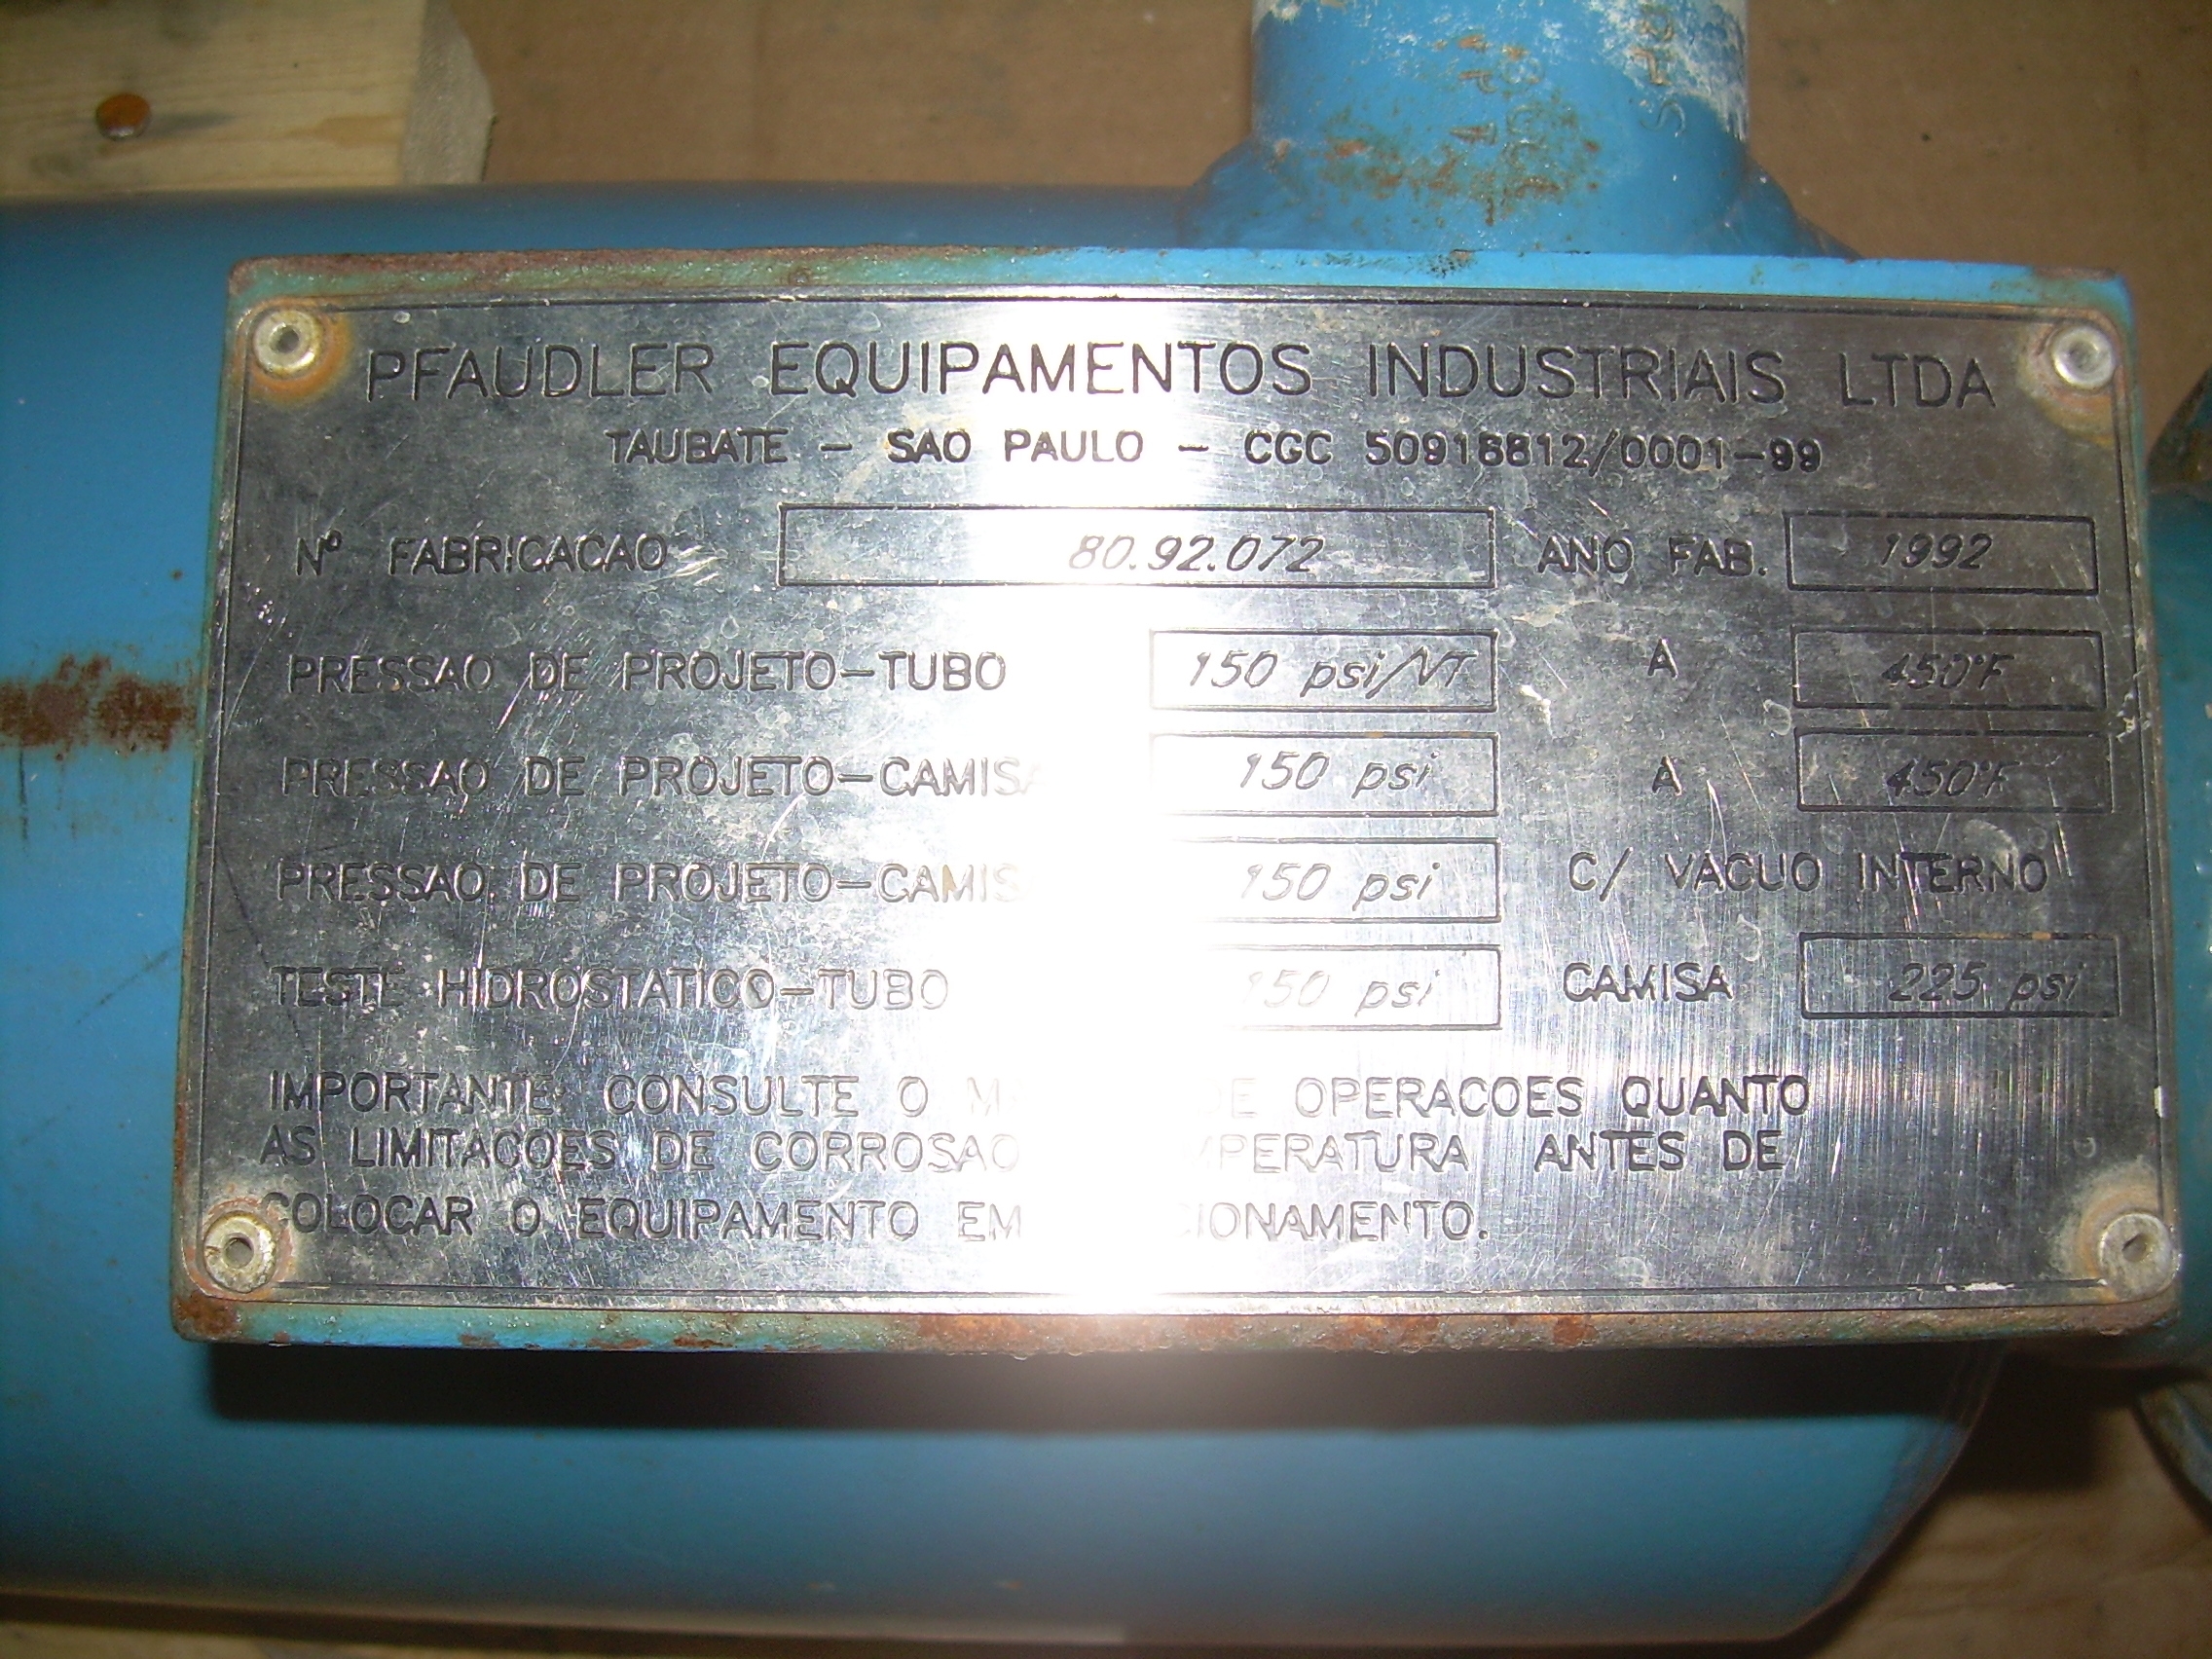 PFAUDLER EQUIPAMENTOS INDUSTRIAIS LTDA
TAUBATE - SAO PAULO - CGC 50916812/0001-99
Nº FABRICACAO 80.92.072 ANO FAB. 1992
PRESSAO DE PROJETO-TUBO 150 psi/VT A 450°F
PRESSAO DE PROJETO-CAMISA 150 psi A 450°F
PRESSAO DE PROJETO-CAMIS 150 psi C/ VACUO INTERNO
TESTE HIDROSTATICO-TUBO 150 psi CAMISA 225 psi
IMPORTANTE: CONSULTE O DE OPERACOES QUANTO
AS LIMITACOES DE CORROSAO ANTES DE
COLOCAR O EQUIPAMENTO EM